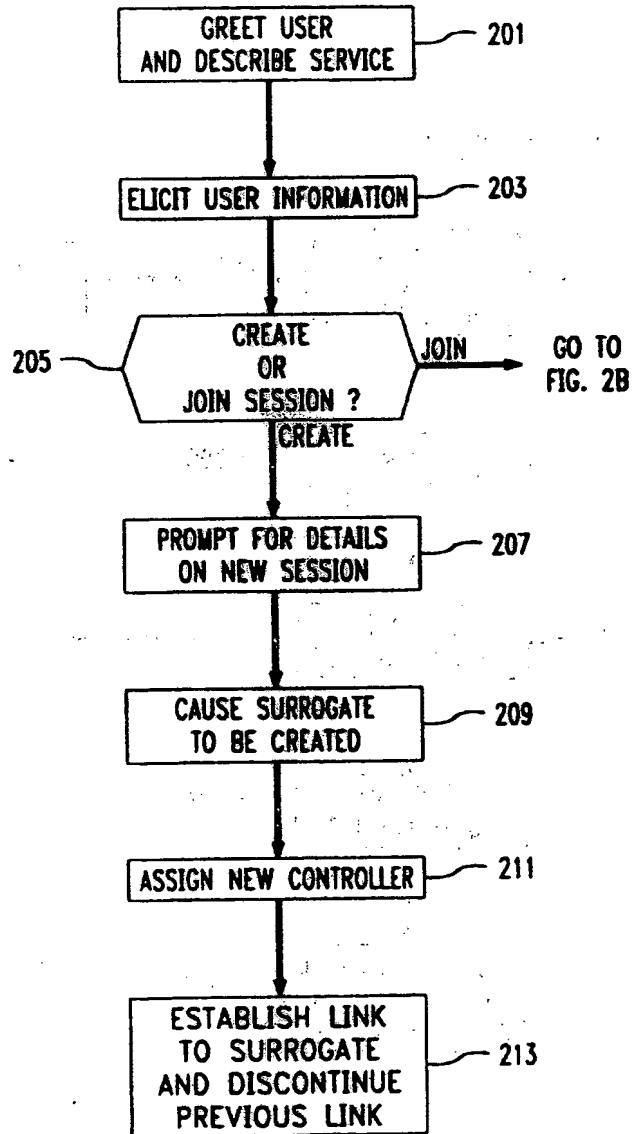 GREET USER
AND DESCRIBE SERVICE
201
ELICIT USER INFORMATION
203
205
CREATE
OR
JOIN SESSION ?
JOIN
GO TO
FIG. 2B
CREATE
PROMPT FOR DETAILS
ON NEW SESSION
207
CAUSE SURROGATE
TO BE CREATED
209
ASSIGN NEW CONTROLLER
211
ESTABLISH LINK
TO SURROGATE
AND DISCONTINUE
PREVIOUS LINK
213